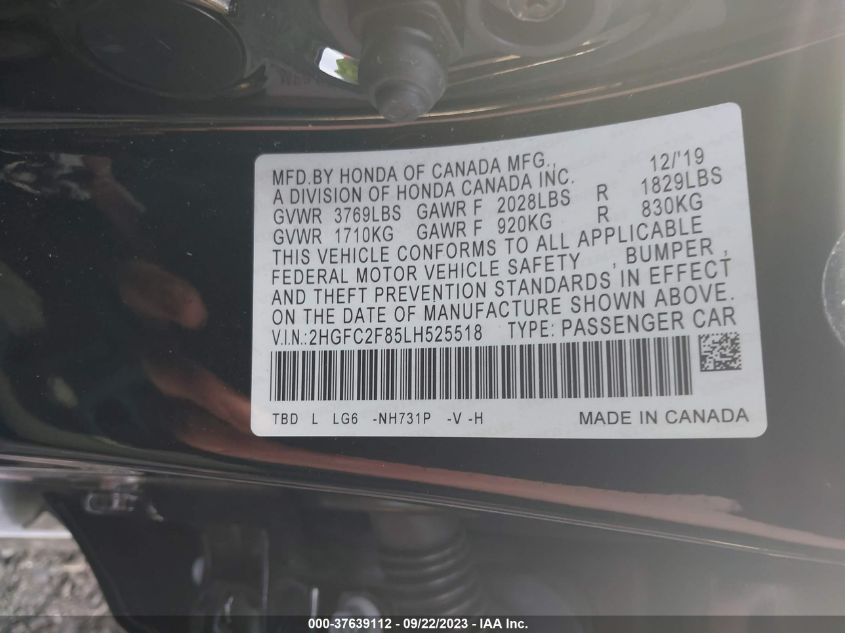 MFD.BY HONDA OF CANADA MFG., 12/'19
A DIVISION OF HONDA CANADA INC.
GVWR 3769LBS GAWR F 2028LBS R 1829LBS
GVWR 1710KG GAWR F 920KG R 830KG
THIS VEHICLE CONFORMS TO ALL APPLICABLE
FEDERAL MOTOR VEHICLE SAFETY , BUMPER ,
AND THEFT PREVENTION STANDARDS IN EFFECT
ON THE DATE OF MANUFACTURE SHOWN ABOVE.
V.I.N.:2HGFC2F85LH525518 TYPE: PASSENGER CAR
TBD L LG6 -NH731P -V -H MADE IN CANADA
000-37639112 - 09/22/2023 - IAA Inc.